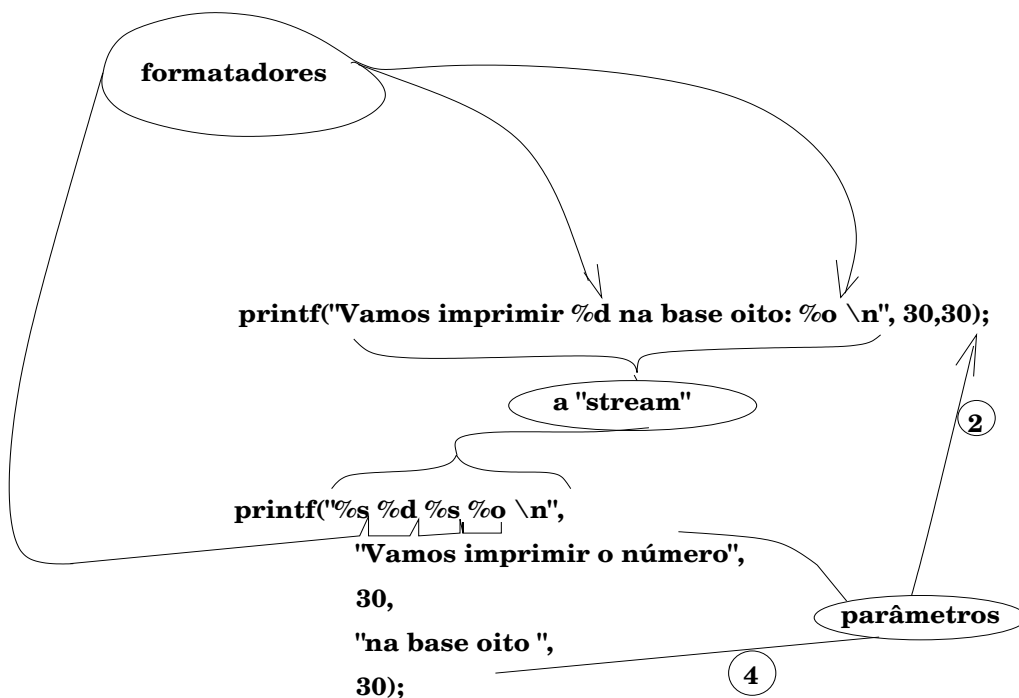 formatadores
printf("Vamos imprimir %d na base oito: %o \n", 30,30);
a "stream"
2
printf("%s %d %s %o \n",
"Vamos imprimir o número",
30,
"na base oito ",
30);
parâmetros
4